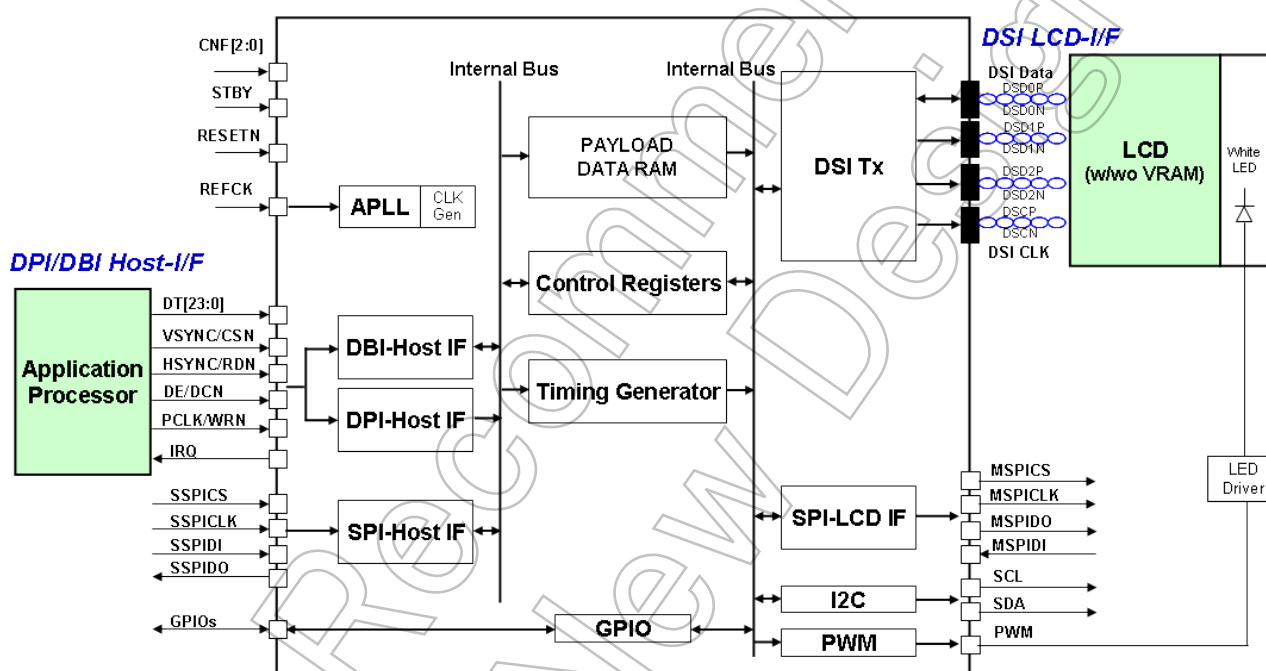 CNF[2:0]
STBY
RESETN
REFCK
DPI/DBI Host-I/F
Application
Processor
DT[23:0]
VSYNC/CSN
HSYNC/RDN
DE/DCN
PCLK/WRN
IRQ
SSPICS
SSPICLK
SSPIDI
SSPIDO
GPIOs
Internal Bus
Internal Bus
APLL
CLK
Gen
DBI-Host IF
DPI-Host IF
SPI-Host IF
PAYLOAD
DATA RAM
Control Registers
Timing Generator
GPIO
DSI Tx
SPI-LCD IF
I2C
PWM
DSI LCD-I/F
DSI Data
DSD0P
DSD0N
DSD1P
DSD1N
DSD2P
DSD2N
DSCP
DSCN
DSI CLK
LCD
(w/wo VRAM)
White
LED
LED
Driver
MSPICS
MSPICLK
MSPIDO
MSPIDI
SCL
SDA
PWM
Recomme
New Desig